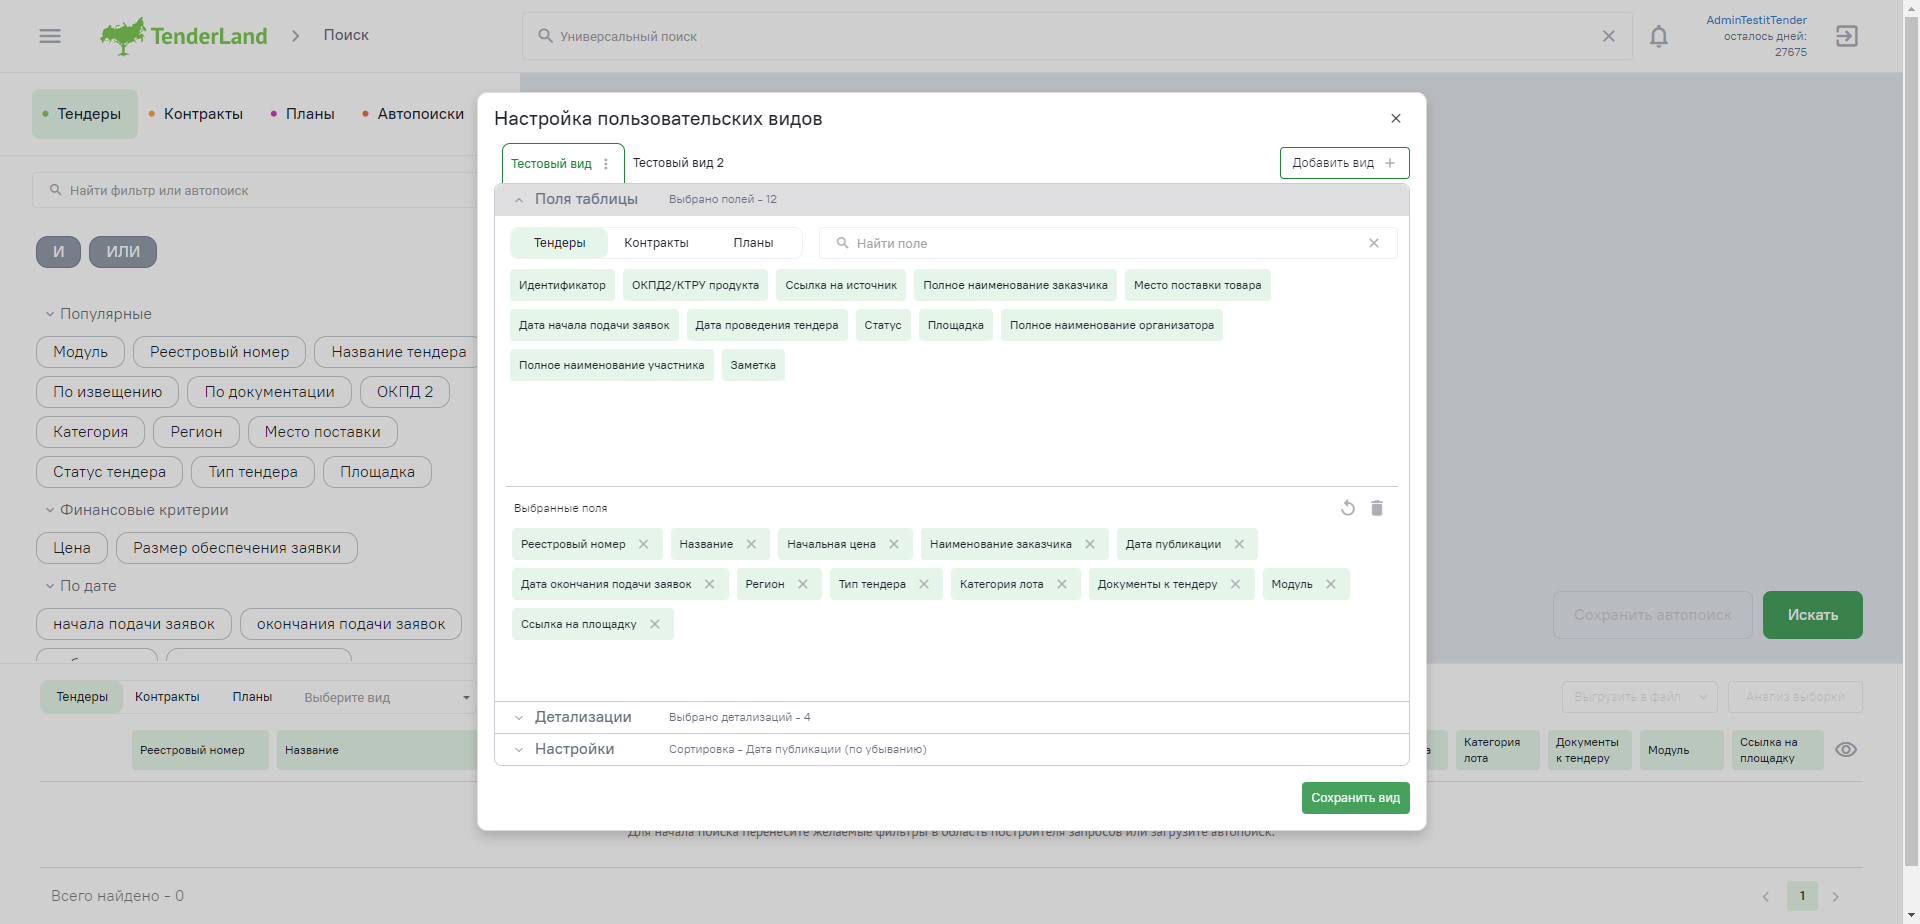 TenderLand
Поиск
Универсальный поиск
AdminTestitTender
осталось дней:
27675
Тендеры
Контракты
Планы
Автопоиски
Найти фильтр или автопоиск
И
ИЛИ
Популярные
Модуль
Реестровый номер
Название тендера
По извещению
По документации
ОКПД 2
Категория
Регион
Место поставки
Статус тендера
Тип тендера
Площадка
Финансовые критерии
Цена
Размер обеспечения заявки
По дате
начала подачи заявок
окончания подачи заявок
Настройка пользовательских видов
Тестовый вид
Тестовый вид 2
Добавить вид
Поля таблицы
Выбрано полей - 12
Тендеры
Контракты
Планы
Найти поле
Идентификатор
ОКПД2/КТРУ продукта
Ссылка на источник
Полное наименование заказчика
Место поставки товара
Дата начала подачи заявок
Дата проведения тендера
Статус
Площадка
Полное наименование организатора
Полное наименование участника
Заметка
Выбранные поля
Реестровый номер
Название
Начальная цена
Наименование заказчика
Дата публикации
Дата окончания подачи заявок
Регион
Тип тендера
Категория лота
Документы к тендеру
Модуль
Ссылка на площадку
Детализации
Выбрано детализаций - 4
Настройки
Сортировка - Дата публикации (по убыванию)
Сохранить вид
Сохранить автопоиск
Искать
Тендеры
Контракты
Планы
Выберите вид
Выгрузить в файл
Анализ выборки
Реестровый номер
Название
а
Категория
лота
Документы
к тендеру
Модуль
Ссылка на
площадку
Для начала поиска перенесите желаемые фильтры в область построителя запросов или загрузите автопоиск.
Всего найдено - 0
1